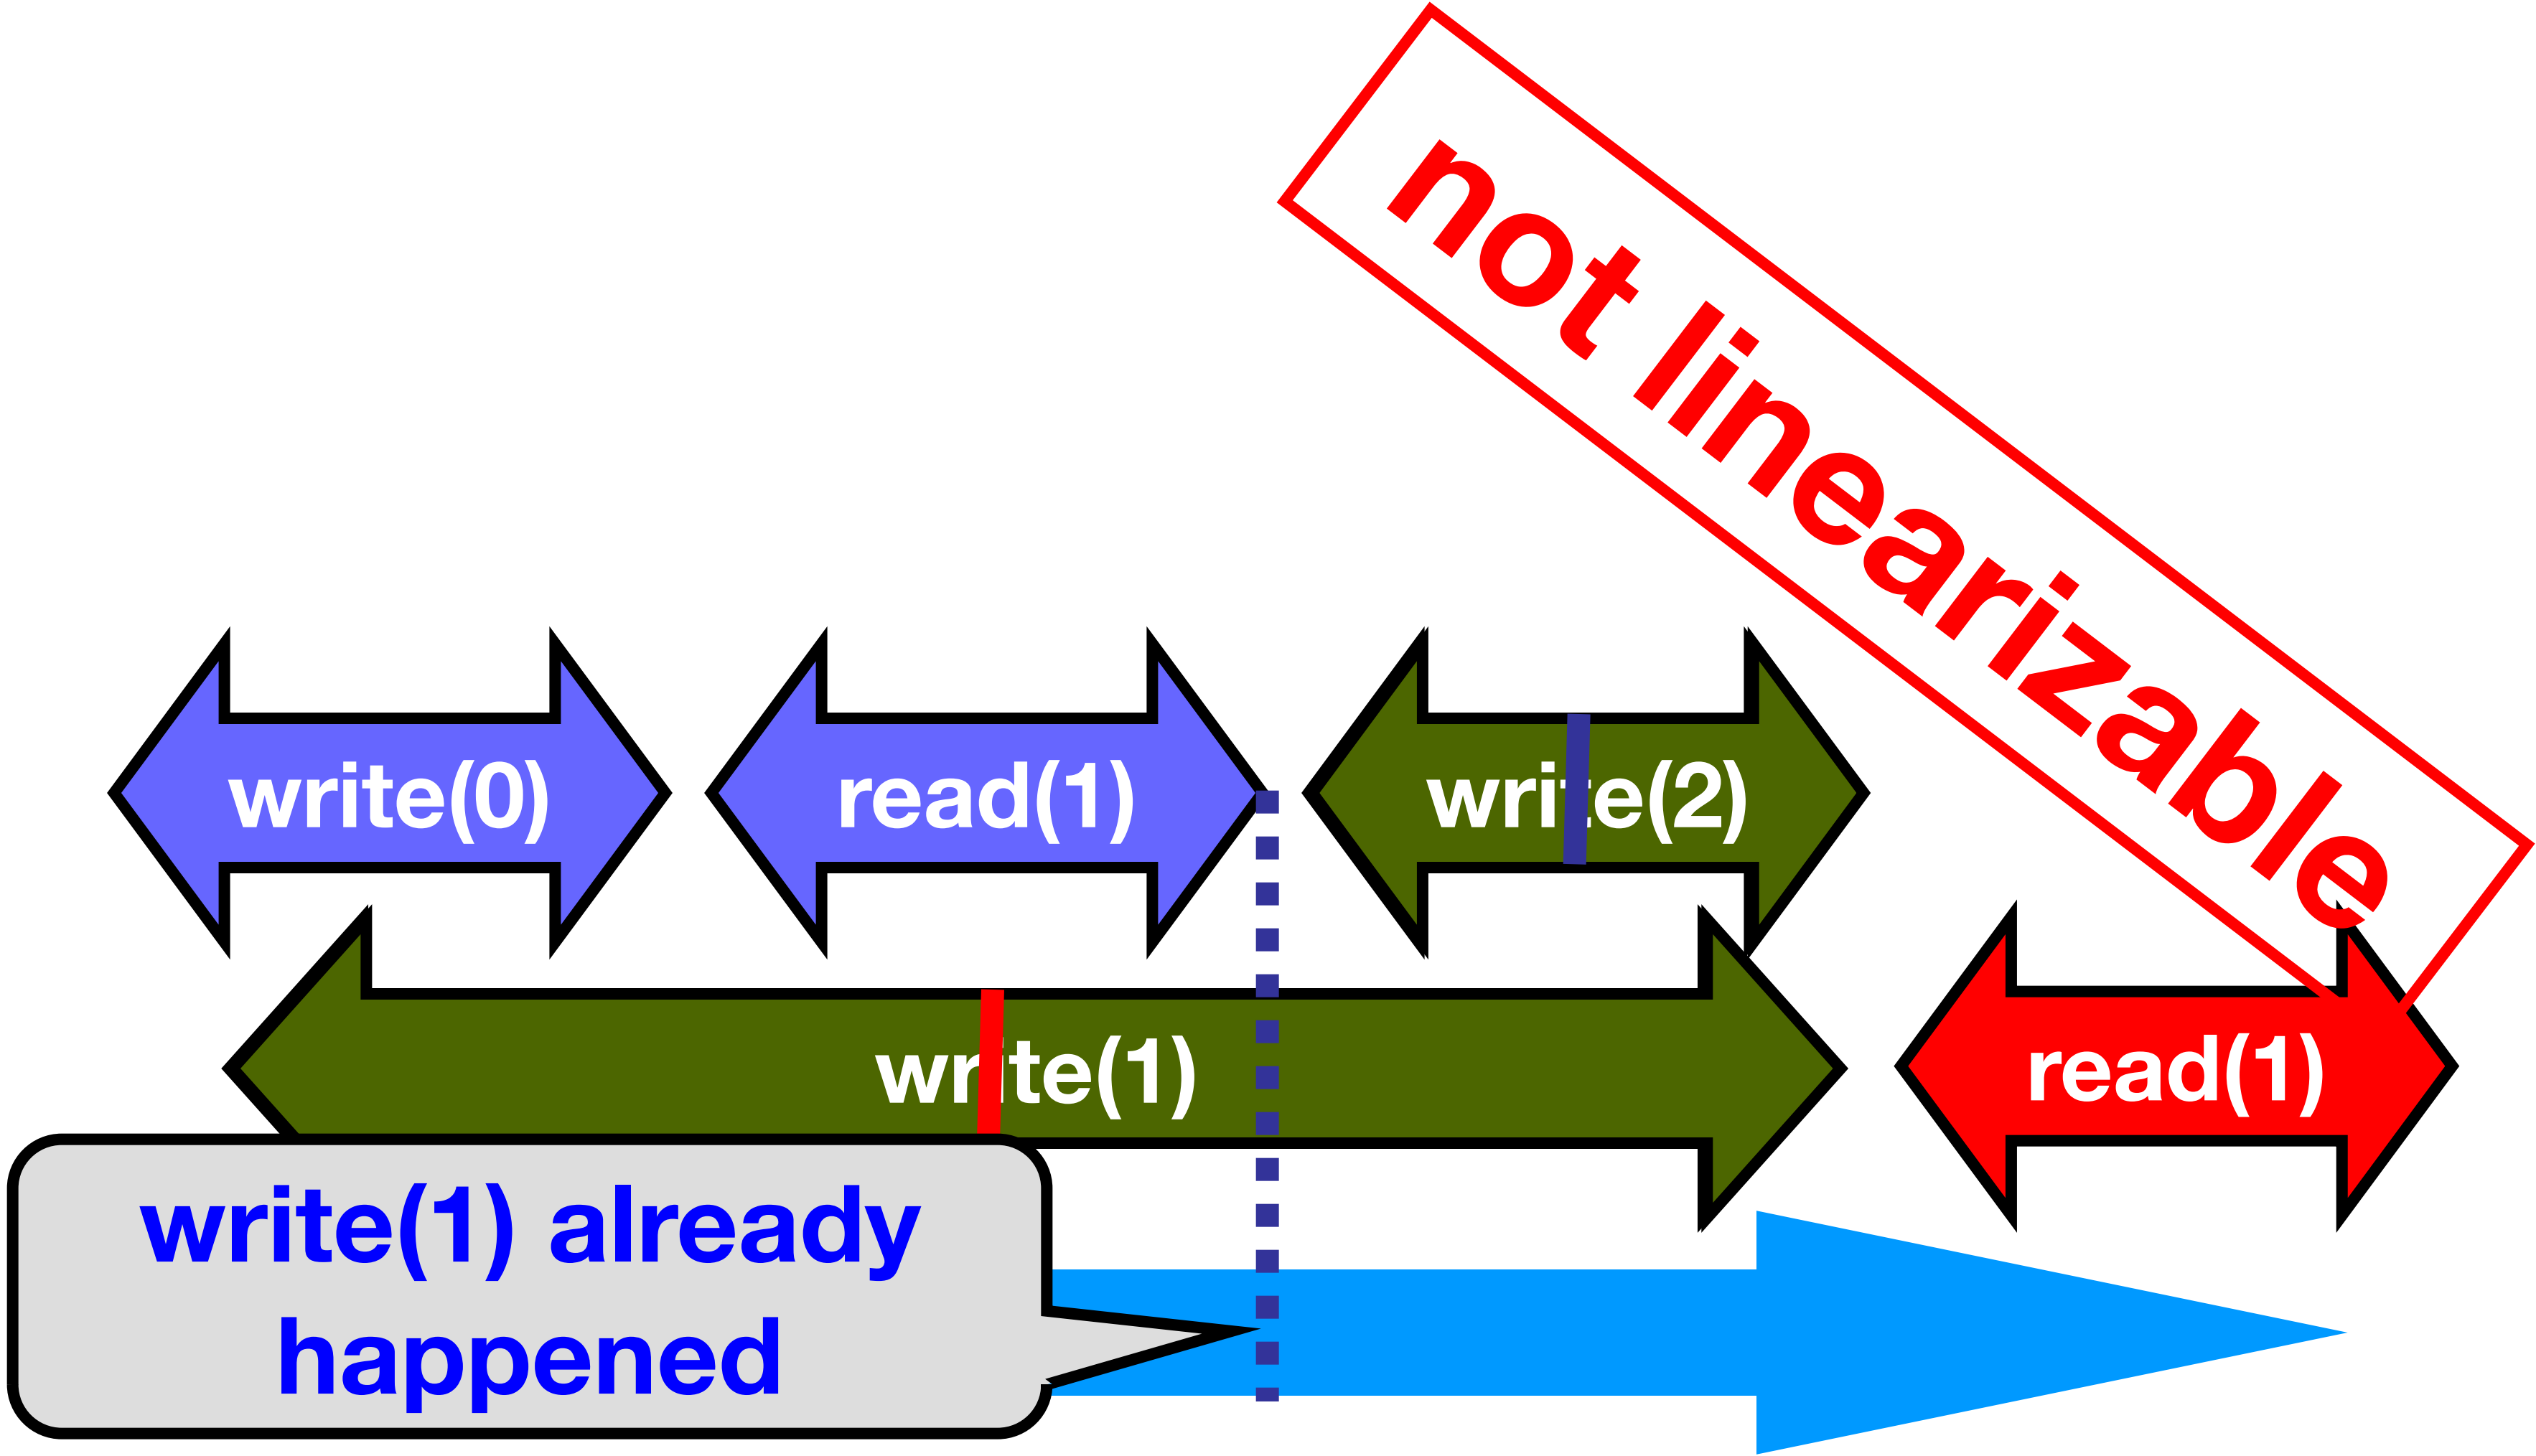 not linearizable
write(0)
read(1)
write(2)
write(1)
read(1)
write(1) already
happened